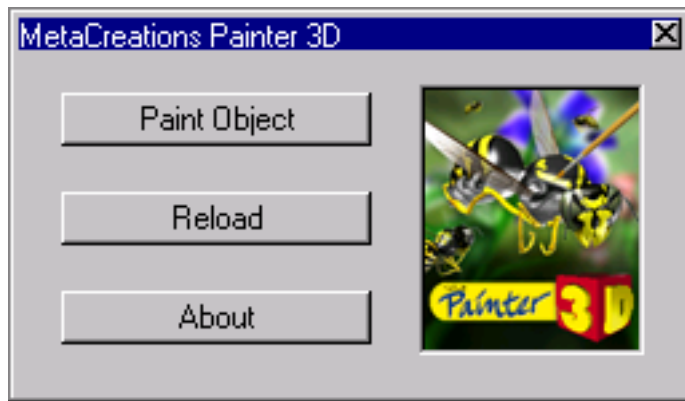 MetaCreations Painter 3D
Paint Object
Reload
About
Painter 3D